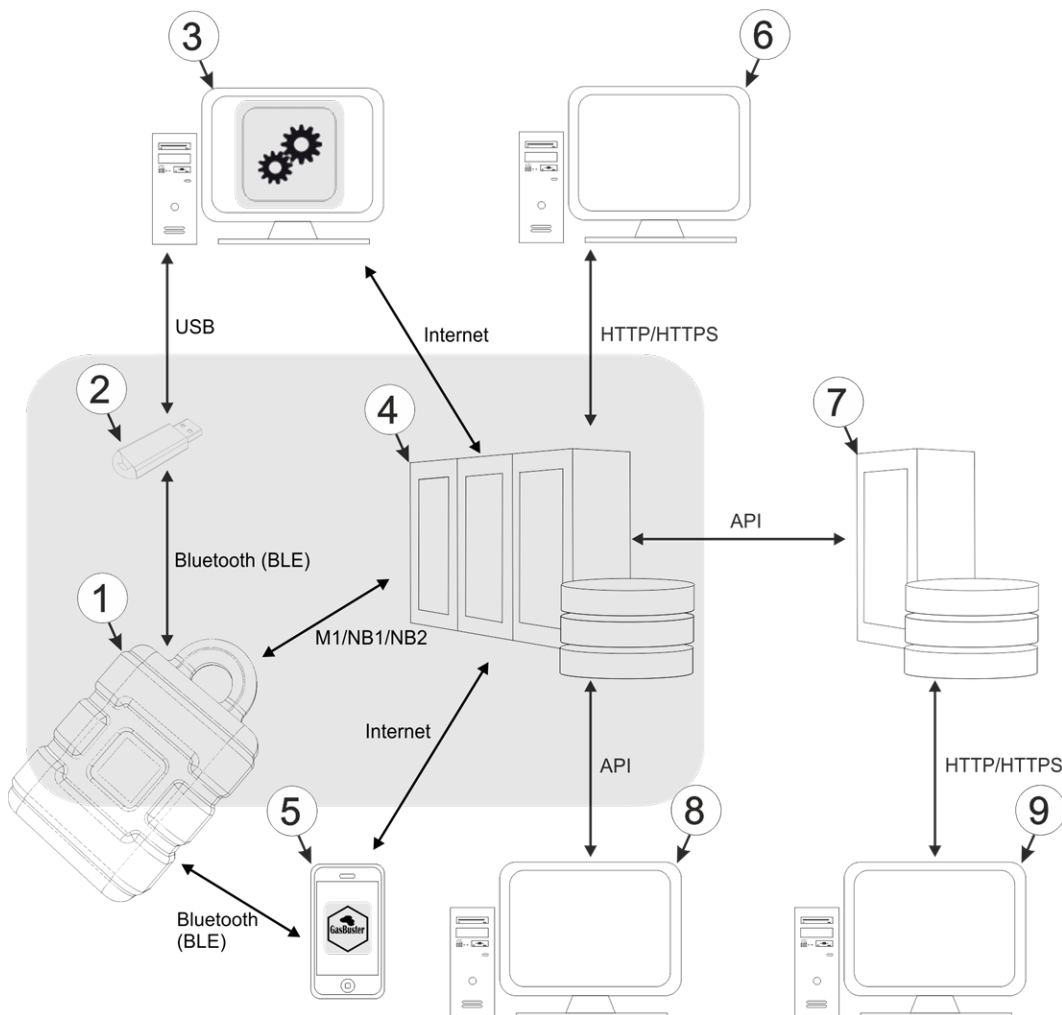 3
6
USB
Internet
HTTP/HTTPS
2
4
7
API
Bluetooth (BLE)
1
M1/NB1/NB2
Internet
API
HTTP/HTTPS
5
8
9
Bluetooth
(BLE)
GasBuster